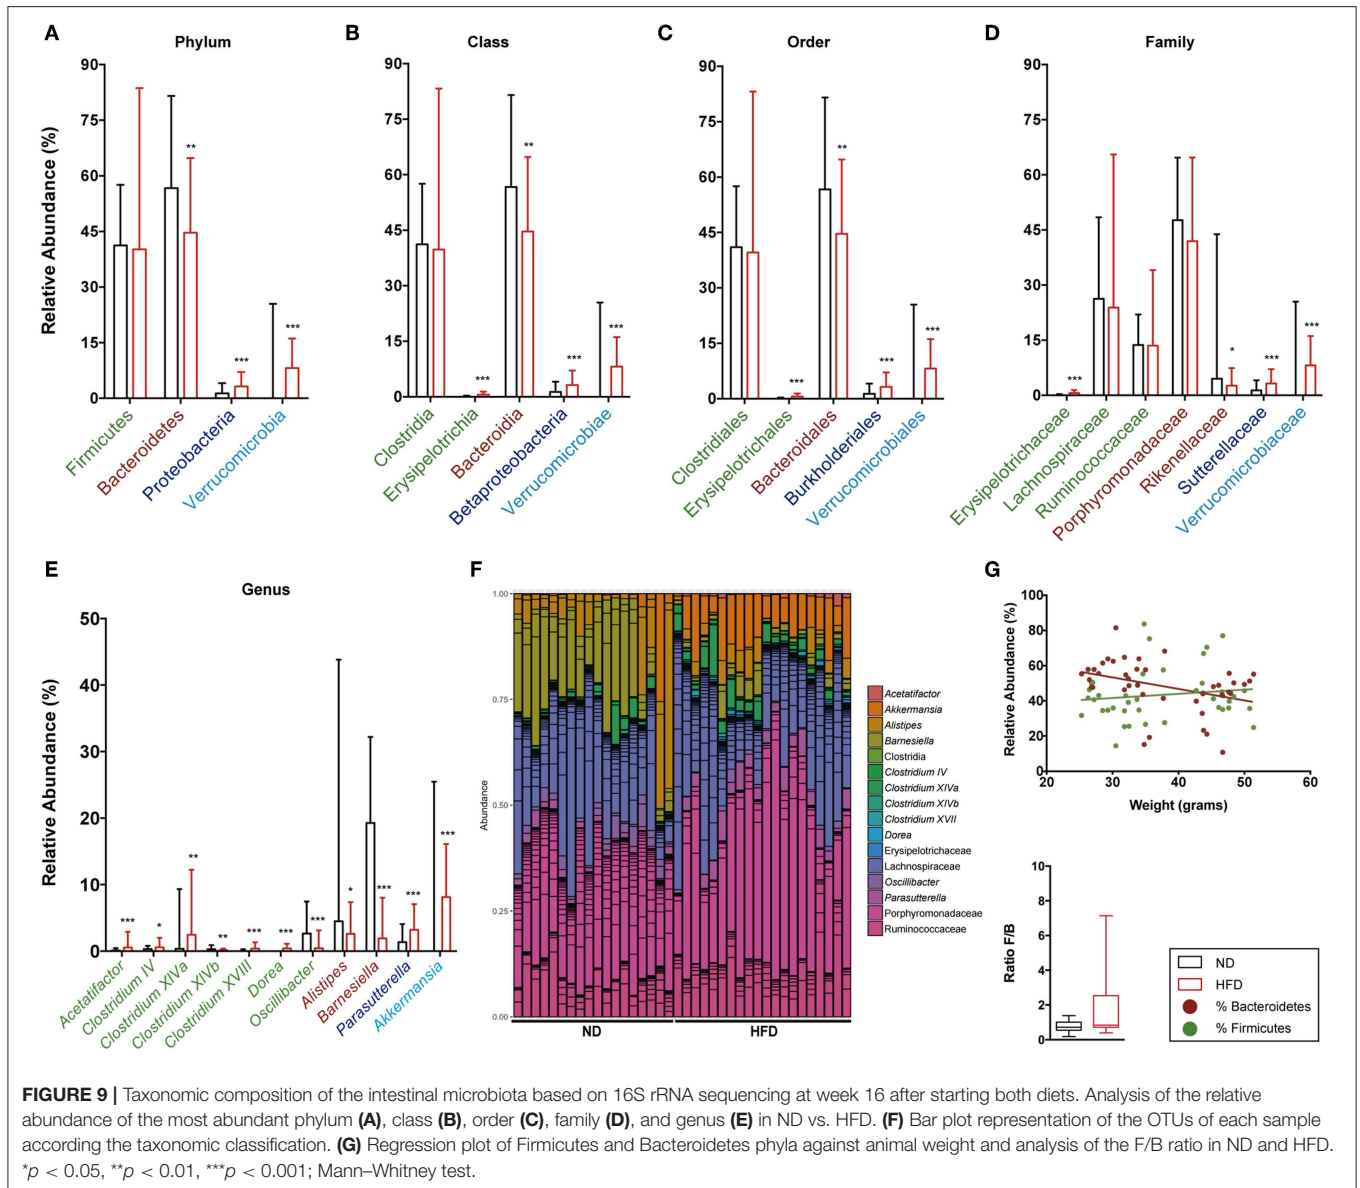 A
Phylum
B
Class
C
Order
D
Family
Relative Abundance (%)
90
75
60
45
30
15
0
**
***
***
Firmicutes
Bacteroidetes
Proteobacteria
Verrucomicrobia
90
75
60
45
30
15
0
***
**
***
***
Clostridia
Erysipelotrichia
Bacteroidia
Betaproteobacteria
Verrucomicrobiae
90
75
60
45
30
15
0
***
**
***
***
Clostridiales
Erysipelotrichales
Bacteroidales
Burkholderiales
Verrucomicrobiales
90
75
60
45
30
15
0
***
*
***
***
Erysipelotrichaceae
Lachnospiraceae
Ruminococcaceae
Porphyromonadaceae
Rikenellaceae
Sutterellaceae
Verrucomicrobiaceae
E
Genus
Relative Abundance (%)
50
40
30
20
10
0
***
*
**
**
***
***
***
*
***
***
***
Acetatifactor
Clostridium IV
Clostridium XIVa
Clostridium XIVb
Clostridium XVIII
Dorea
Oscillibacter
Alistipes
Barnesiella
Parasutterella
Akkermansia
F
Abundance
1.00
0.75
0.50
0.25
0.00
ND
HFD
Acetatifactor
Akkermansia
Alistipes
Barnesiella
Clostridia
Clostridium IV
Clostridium XIVa
Clostridium XIVb
Clostridium XVII
Dorea
Erysipelotrichaceae
Lachnospiraceae
Oscillibacter
Parasutterella
Porphyromonadaceae
Ruminococcaceae
G
Relative Abundance (%)
100
80
60
40
20
0
20
40
60
Weight (grams)
Ratio F/B
10
8
6
4
2
0
ND
HFD
% Bacteroidetes
% Firmicutes
FIGURE 9 | Taxonomic composition of the intestinal microbiota based on 16S rRNA sequencing at week 16 after starting both diets. Analysis of the relative
abundance of the most abundant phylum (A), class (B), order (C), family (D), and genus (E) in ND vs. HFD. (F) Bar plot representation of the OTUs of each sample
according the taxonomic classification. (G) Regression plot of Firmicutes and Bacteroidetes phyla against animal weight and analysis of the F/B ratio in ND and HFD.
*p < 0.05, **p < 0.01, ***p < 0.001; Mann–Whitney test.